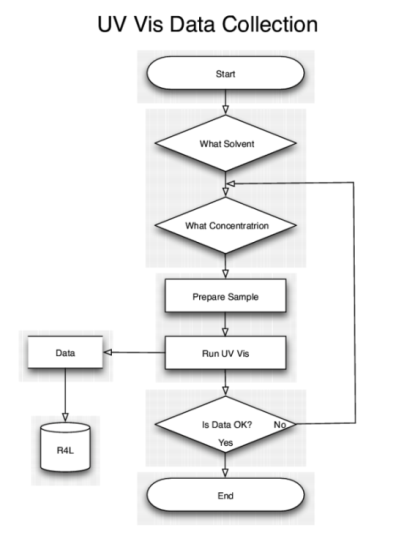 UV Vis Data Collection
Start
What Solvent
What Concentratrion
Prepare Sample
Data
Run UV Vis
Is Data OK?
No
Yes
R4L
End